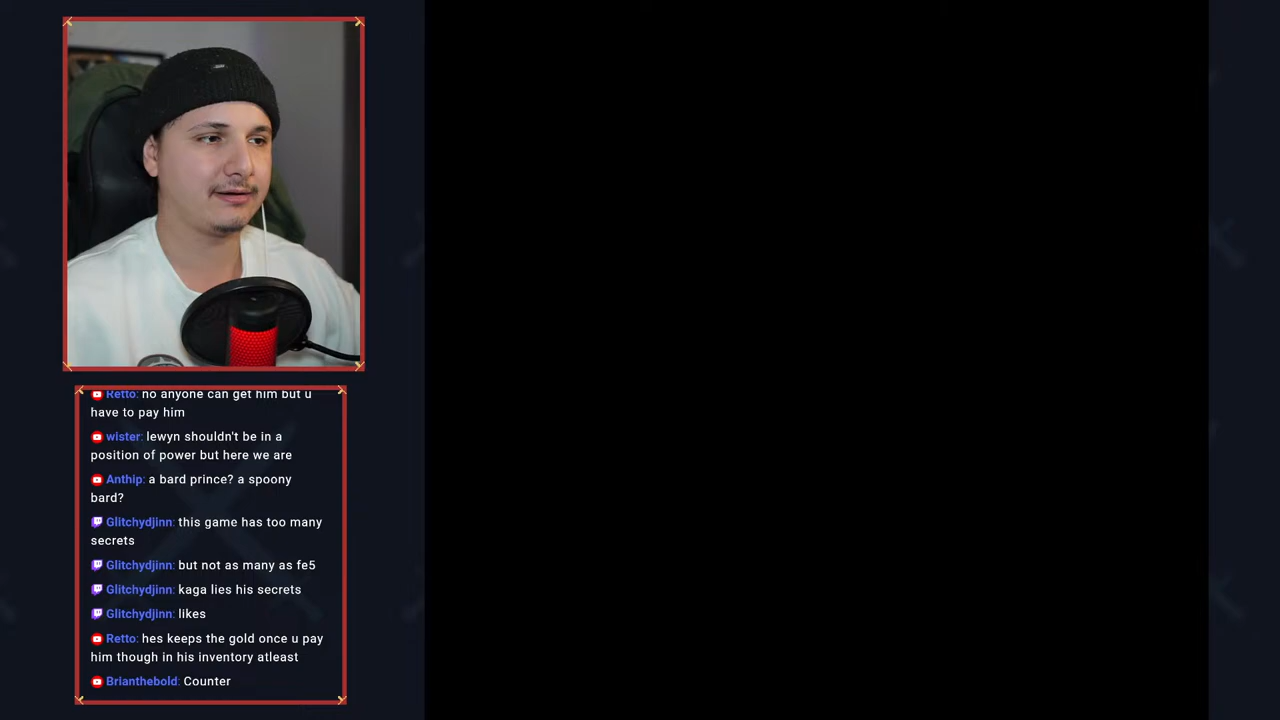 Retto: no anyone can get him but u
have to pay him
wister: lewyn shouldn't be in a
position of power but here we are
Anthip: a bard prince? a spoony
bard?
Glitchydjinn: this game has too many
secrets
Glitchydjinn: but not as many as fe5
Glitchydjinn: kaga lies his secrets
Glitchydjinn: likes
Retto: hes keeps the gold once u pay
him though in his inventory atleast
Brianthebold: Counter